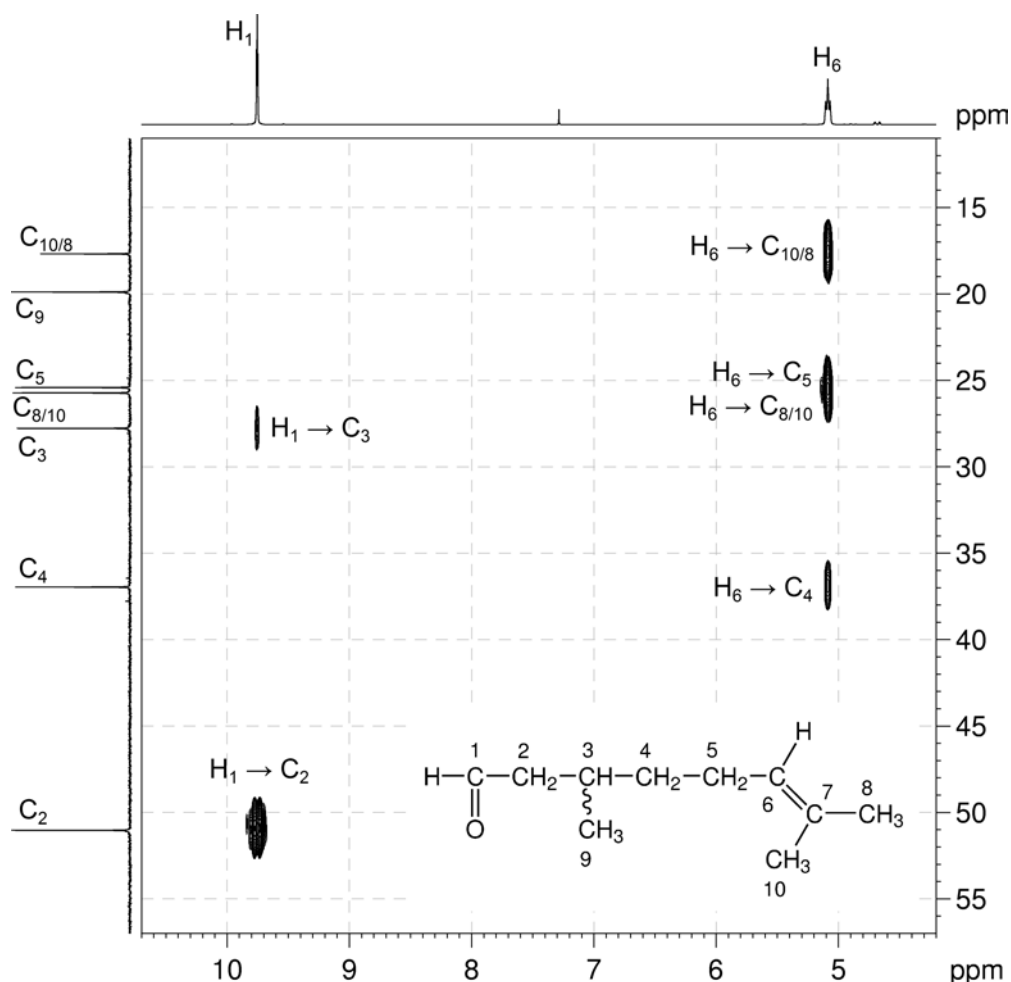 H₁
H₆
ppm
C₁₀/₈
C₉
C₅
C₈/₁₀
C₃
C₄
C₂
15
20
25
30
35
40
45
50
55
H₆ → C₁₀/₈
H₆ → C₅
H₆ → C₈/₁₀
H₁ → C₃
H₆ → C₄
H₁ → C₂
H
1 2 3 4 5
H C CH₂ C CH₂ CH₂ C
6 7 8
C CH₃
O CH₃ CH₃
9 10
10 9 8 7 6 5 ppm